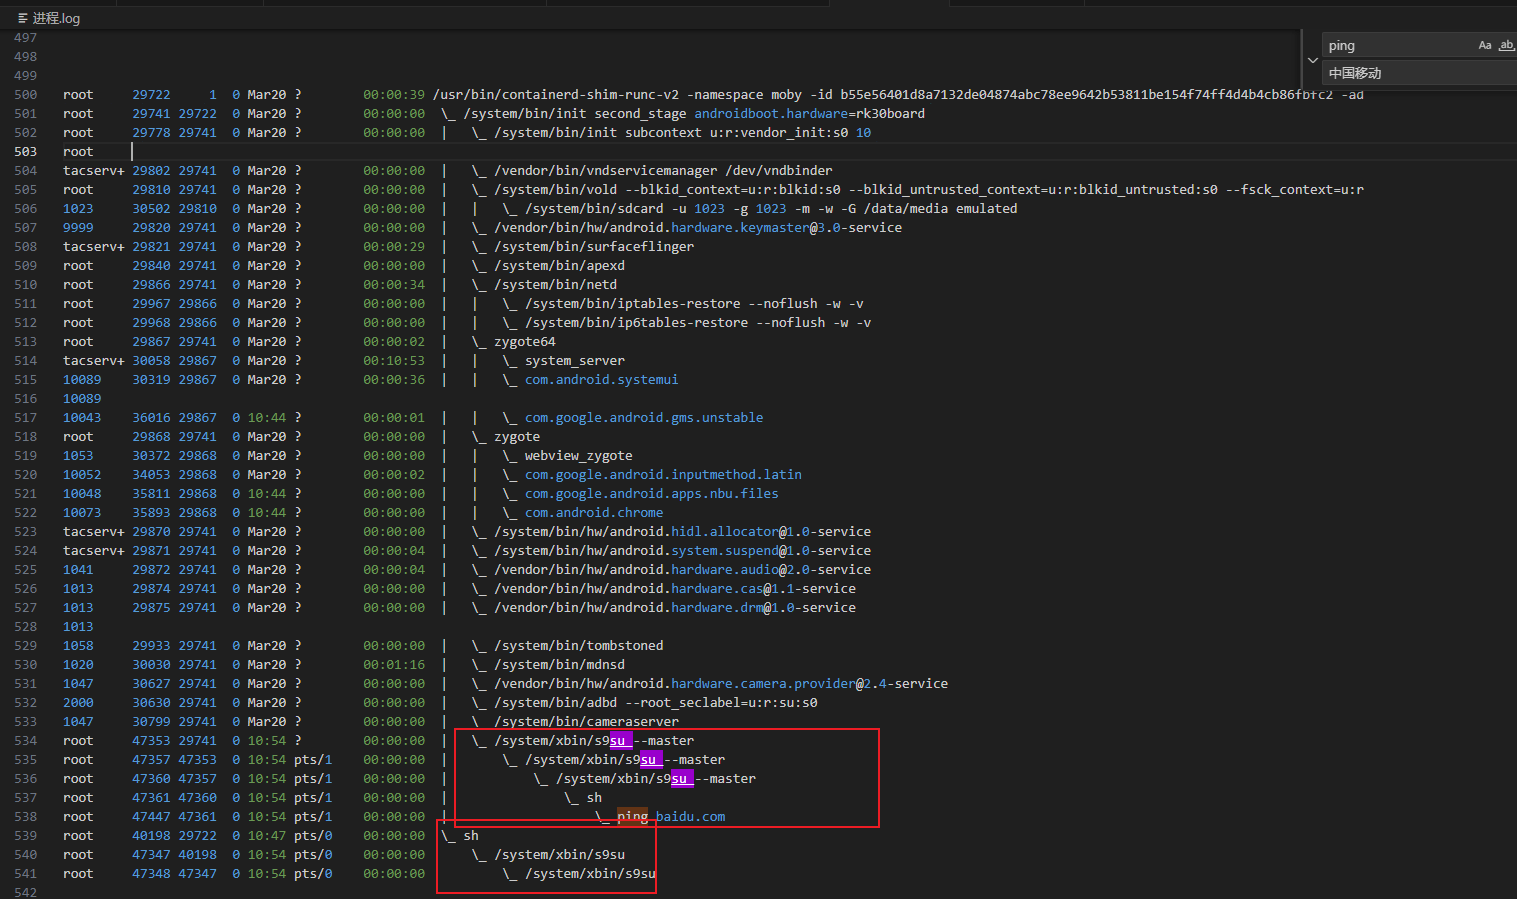 进程.log
ping Aa ab,
中国移动
497
498
499
500 root 29722 1 0 Mar20 ? 00:00:39 /usr/bin/containerd-shim-runc-v2 -namespace moby -id b55e56401d8a7132de04874abc78ee9642b53811be154f74ff4d4b4cb86fbfc2 -ad
501 root 29741 29722 0 Mar20 ? 00:00:00 \_ /system/bin/init second_stage androidboot.hardware=rk30board
502 root 29778 29741 0 Mar20 ? 00:00:00 | \_ /system/bin/init subcontext u:r:vendor_init:s0 10
503 root
504 tacserv+ 29802 29741 0 Mar20 ? 00:00:00 | \_ /vendor/bin/vndservicemanager /dev/vndbinder
505 root 29810 29741 0 Mar20 ? 00:00:00 | \_ /system/bin/vold --blkid_context=u:r:blkid:s0 --blkid_untrusted_context=u:r:blkid_untrusted:s0 --fsck_context=u:r
506 1023 30502 29810 0 Mar20 ? 00:00:00 | | \_ /system/bin/sdcard -u 1023 -g 1023 -m -w -G /data/media emulated
507 9999 29820 29741 0 Mar20 ? 00:00:00 | \_ /vendor/bin/hw/android.hardware.keymaster@3.0-service
508 tacserv+ 29821 29741 0 Mar20 ? 00:00:29 | \_ /system/bin/surfaceflinger
509 root 29840 29741 0 Mar20 ? 00:00:00 | \_ /system/bin/apexd
510 root 29866 29741 0 Mar20 ? 00:00:34 | \_ /system/bin/netd
511 root 29967 29866 0 Mar20 ? 00:00:00 | | \_ /system/bin/iptables-restore --noflush -w -v
512 root 29968 29866 0 Mar20 ? 00:00:00 | | \_ /system/bin/ip6tables-restore --noflush -w -v
513 root 29867 29741 0 Mar20 ? 00:00:02 | \_ zygote64
514 tacserv+ 30058 29867 0 Mar20 ? 00:10:53 | | \_ system_server
515 10089 30319 29867 0 Mar20 ? 00:00:36 | | \_ com.android.systemui
516 10089
517 10043 36016 29867 0 10:44 ? 00:00:01 | | \_ com.google.android.gms.unstable
518 root 29868 29741 0 Mar20 ? 00:00:00 | \_ zygote
519 1053 30372 29868 0 Mar20 ? 00:00:00 | | \_ webview_zygote
520 10052 34053 29868 0 Mar20 ? 00:00:02 | | \_ com.google.android.inputmethod.latin
521 10048 35811 29868 0 10:44 ? 00:00:00 | | \_ com.google.android.apps.nbu.files
522 10073 35893 29868 0 10:44 ? 00:00:00 | | \_ com.android.chrome
523 tacserv+ 29870 29741 0 Mar20 ? 00:00:00 | \_ /system/bin/hw/android.hidl.allocator@1.0-service
524 tacserv+ 29871 29741 0 Mar20 ? 00:00:04 | \_ /system/bin/hw/android.system.suspend@1.0-service
525 1041 29872 29741 0 Mar20 ? 00:00:04 | \_ /vendor/bin/hw/android.hardware.audio@2.0-service
526 1013 29874 29741 0 Mar20 ? 00:00:00 | \_ /vendor/bin/hw/android.hardware.cas@1.1-service
527 1013 29875 29741 0 Mar20 ? 00:00:00 | \_ /vendor/bin/hw/android.hardware.drm@1.0-service
528 1013
529 1058 29933 29741 0 Mar20 ? 00:00:00 | \_ /system/bin/tombstoned
530 1020 30030 29741 0 Mar20 ? 00:01:16 | \_ /system/bin/mdnsd
531 1047 30627 29741 0 Mar20 ? 00:00:00 | \_ /vendor/bin/hw/android.hardware.camera.provider@2.4-service
532 2000 30630 29741 0 Mar20 ? 00:00:00 | \_ /system/bin/adbd --root_seclabel=u:r:su:s0
533 1047 30799 29741 0 Mar20 ? 00:00:00 | \_ /system/bin/cameraserver
534 root 47353 29741 0 10:54 ? 00:00:00 | \_ /system/xbin/s9su --master
535 root 47357 47353 0 10:54 pts/1 00:00:00 | \_ /system/xbin/s9su --master
536 root 47360 47357 0 10:54 pts/1 00:00:00 | \_ /system/xbin/s9su --master
537 root 47361 47360 0 10:54 pts/1 00:00:00 | \_ sh
538 root 47447 47361 0 10:54 pts/1 00:00:00 | \_ ping baidu.com
539 root 40198 29722 0 10:47 pts/0 00:00:00 \_ sh
540 root 47347 40198 0 10:54 pts/0 00:00:00 \_ /system/xbin/s9su
541 root 47348 47347 0 10:54 pts/0 00:00:00 \_ /system/xbin/s9su
542